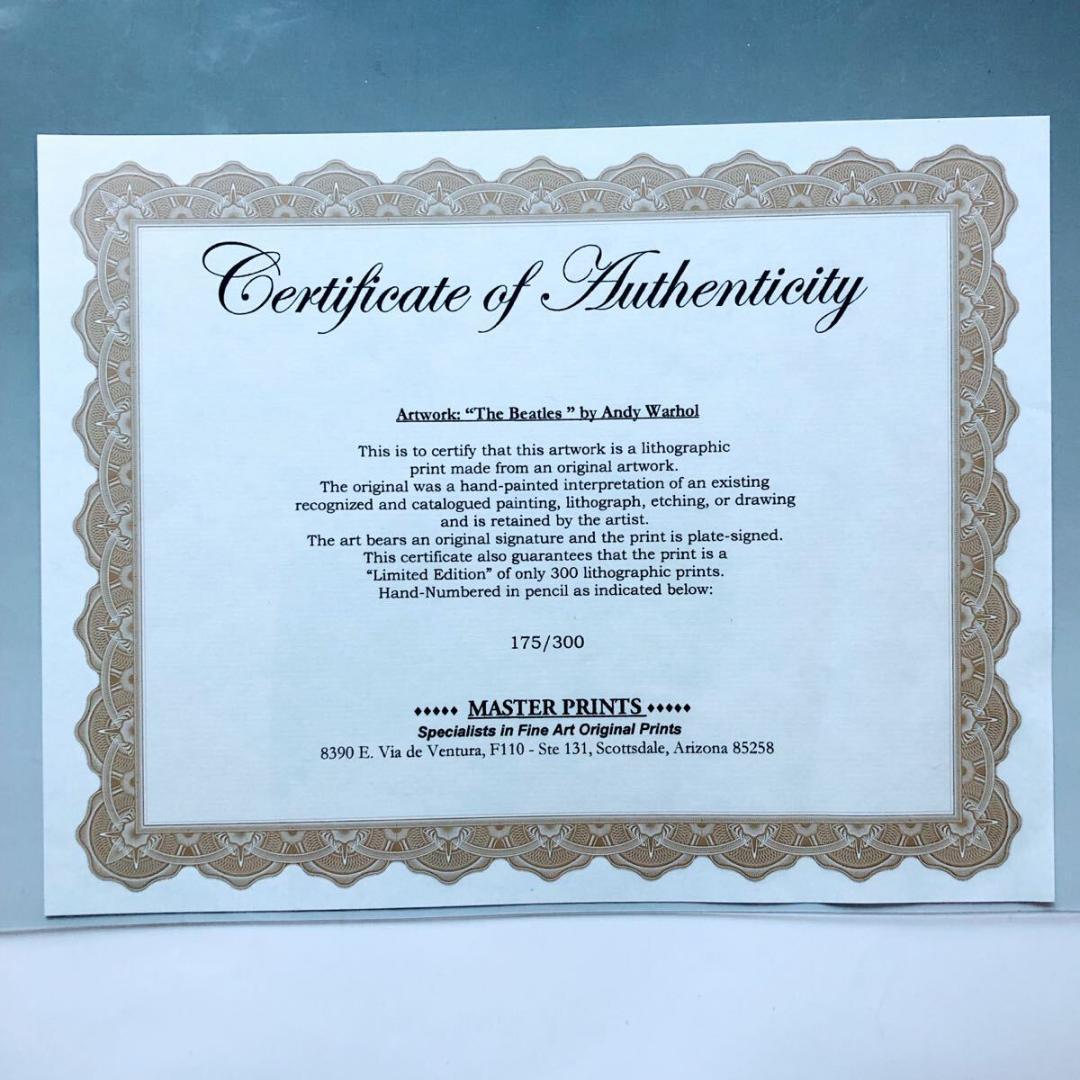 Certificate of Authenticity
Artwork: “The Beatles ” by Andy Warhol
This is to certify that this artwork is a lithographic
print made from an original artwork.
The original was a hand-painted interpretation of an existing
recognized and catalogued painting, lithograph, etching, or drawing
and is retained by the artist.
The art bears an original signature and the print is plate-signed.
This certificate also guarantees that the print is a
“Limited Edition” of only 300 lithographic prints.
Hand-Numbered in pencil as indicated below:
175/300
♦♦♦♦♦ MASTER PRINTS ♦♦♦♦♦
Specialists in Fine Art Original Prints
8390 E. Via de Ventura, F110 - Ste 131, Scottsdale, Arizona 85258